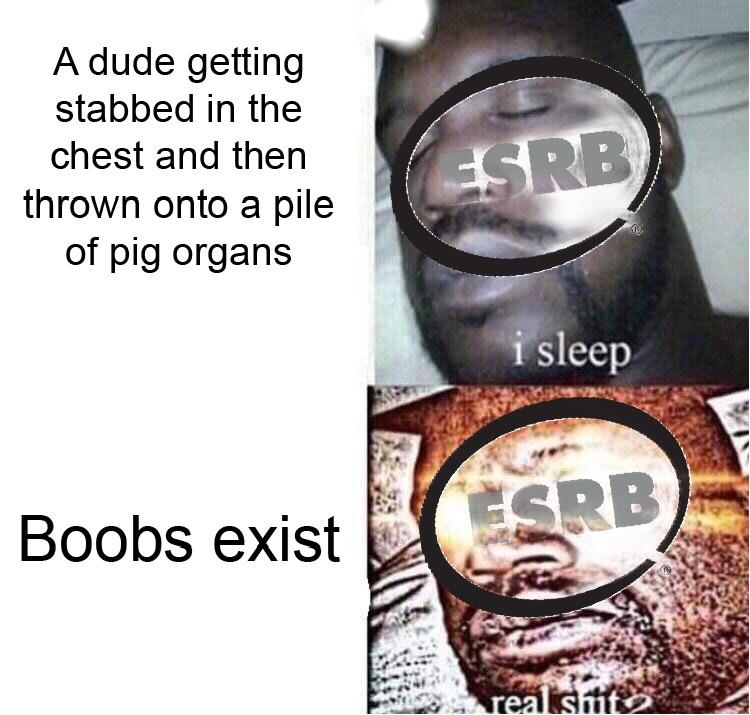 A dude getting
stabbed in the
chest and then
thrown onto a pile
of pig organs
ESRB
®
i sleep
Boobs exist
ESRB
®
real shit?